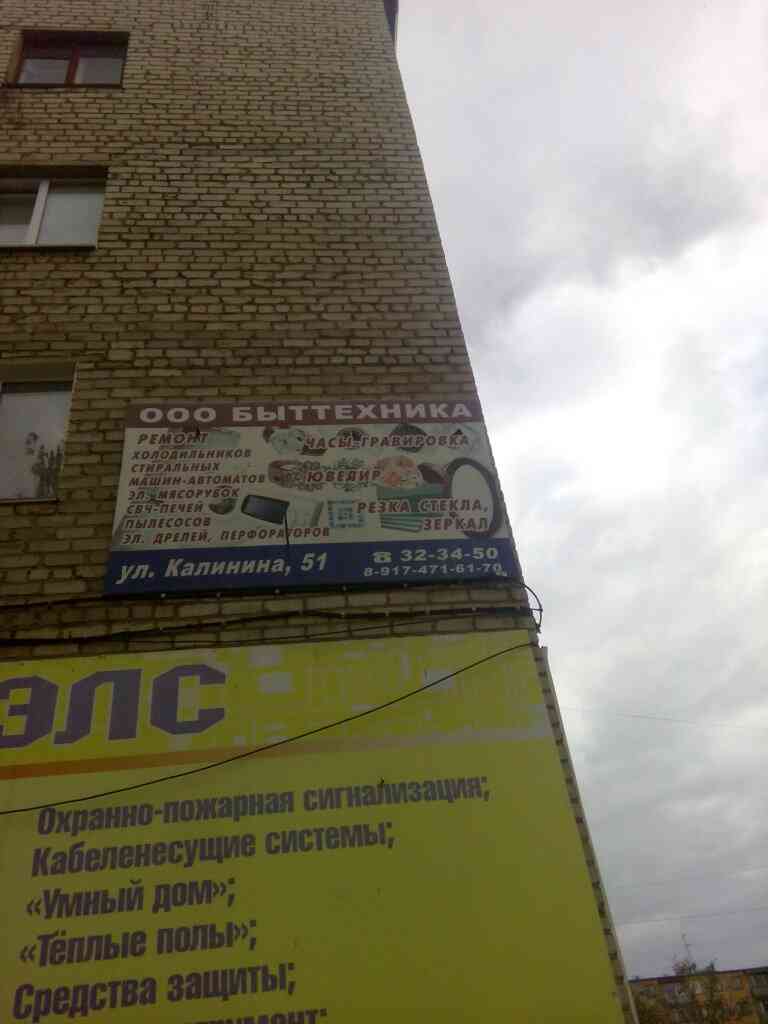 ООО БЫТТЕХНИКА
РЕМОНТ
ХОЛОДИЛЬНИКОВ
СТИРАЛЬНЫХ
МАШИН-АВТОМАТОВ
ЭЛ. МЯСОРУБОК
СВЧ-ПЕЧЕЙ
ПЫЛЕСОСОВ
ЭЛ. ДРЕЛЕЙ, ПЕРФОРАТОРОВ
ЧАСЫ-ГРАВИРОВКА
ЮВЕЛИР
РЕЗКА СТЕКЛА,
ЗЕРКАЛ
ул. Калинина, 51
☎ 32-34-50
8-917-471-61-70
ЭЛС
Охранно-пожарная сигнализация;
Кабеленесущие системы;
«Умный дом»;
«Тёплые полы»;
Средства защиты;